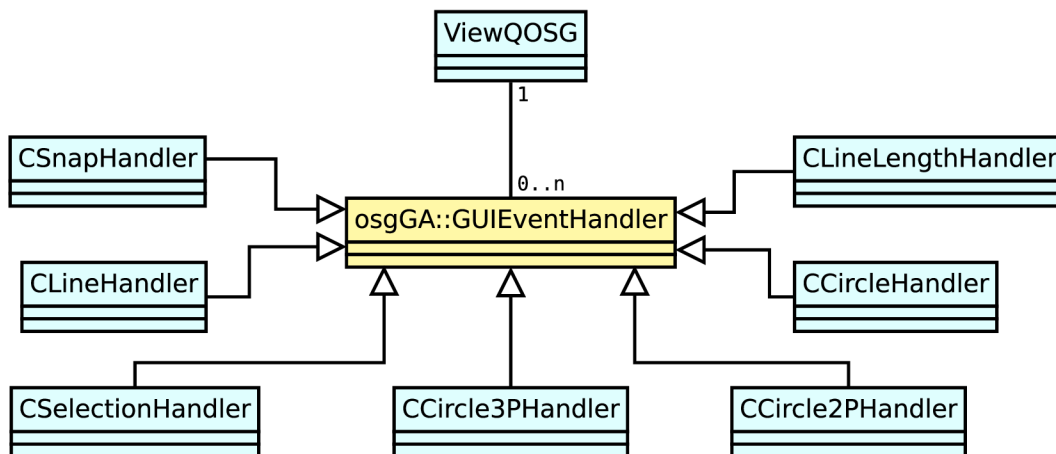 ViewQOSG
1
CSnapHandler
CLineLengthHandler
0..n
osgGA::GUIEventHandler
CLineHandler
CCircleHandler
CSelectionHandler
CCircle3PHandler
CCircle2PHandler